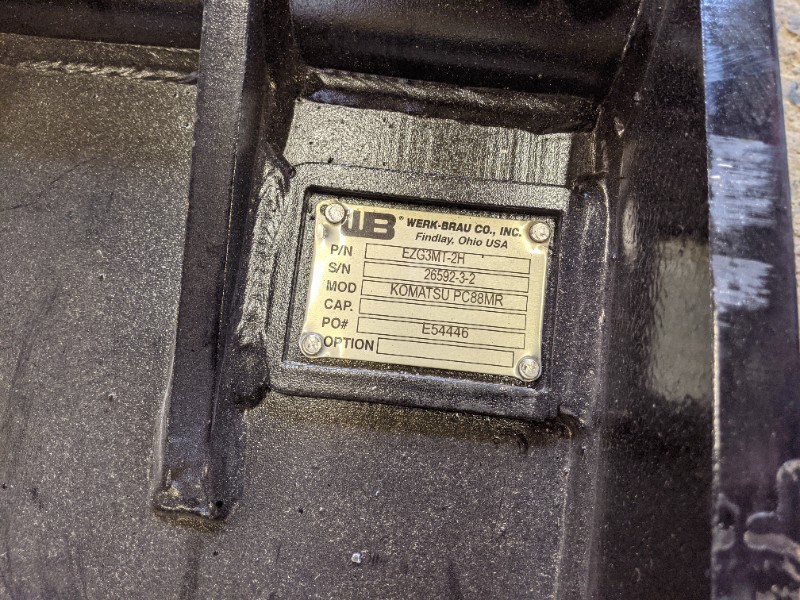 WB® WERK-BRAU CO., INC.
Findlay, Ohio USA
P/N EZG3MT-2H
S/N 26592-3-2
MOD KOMATSU PC88MR
CAP.
PO# E54446
OPTION